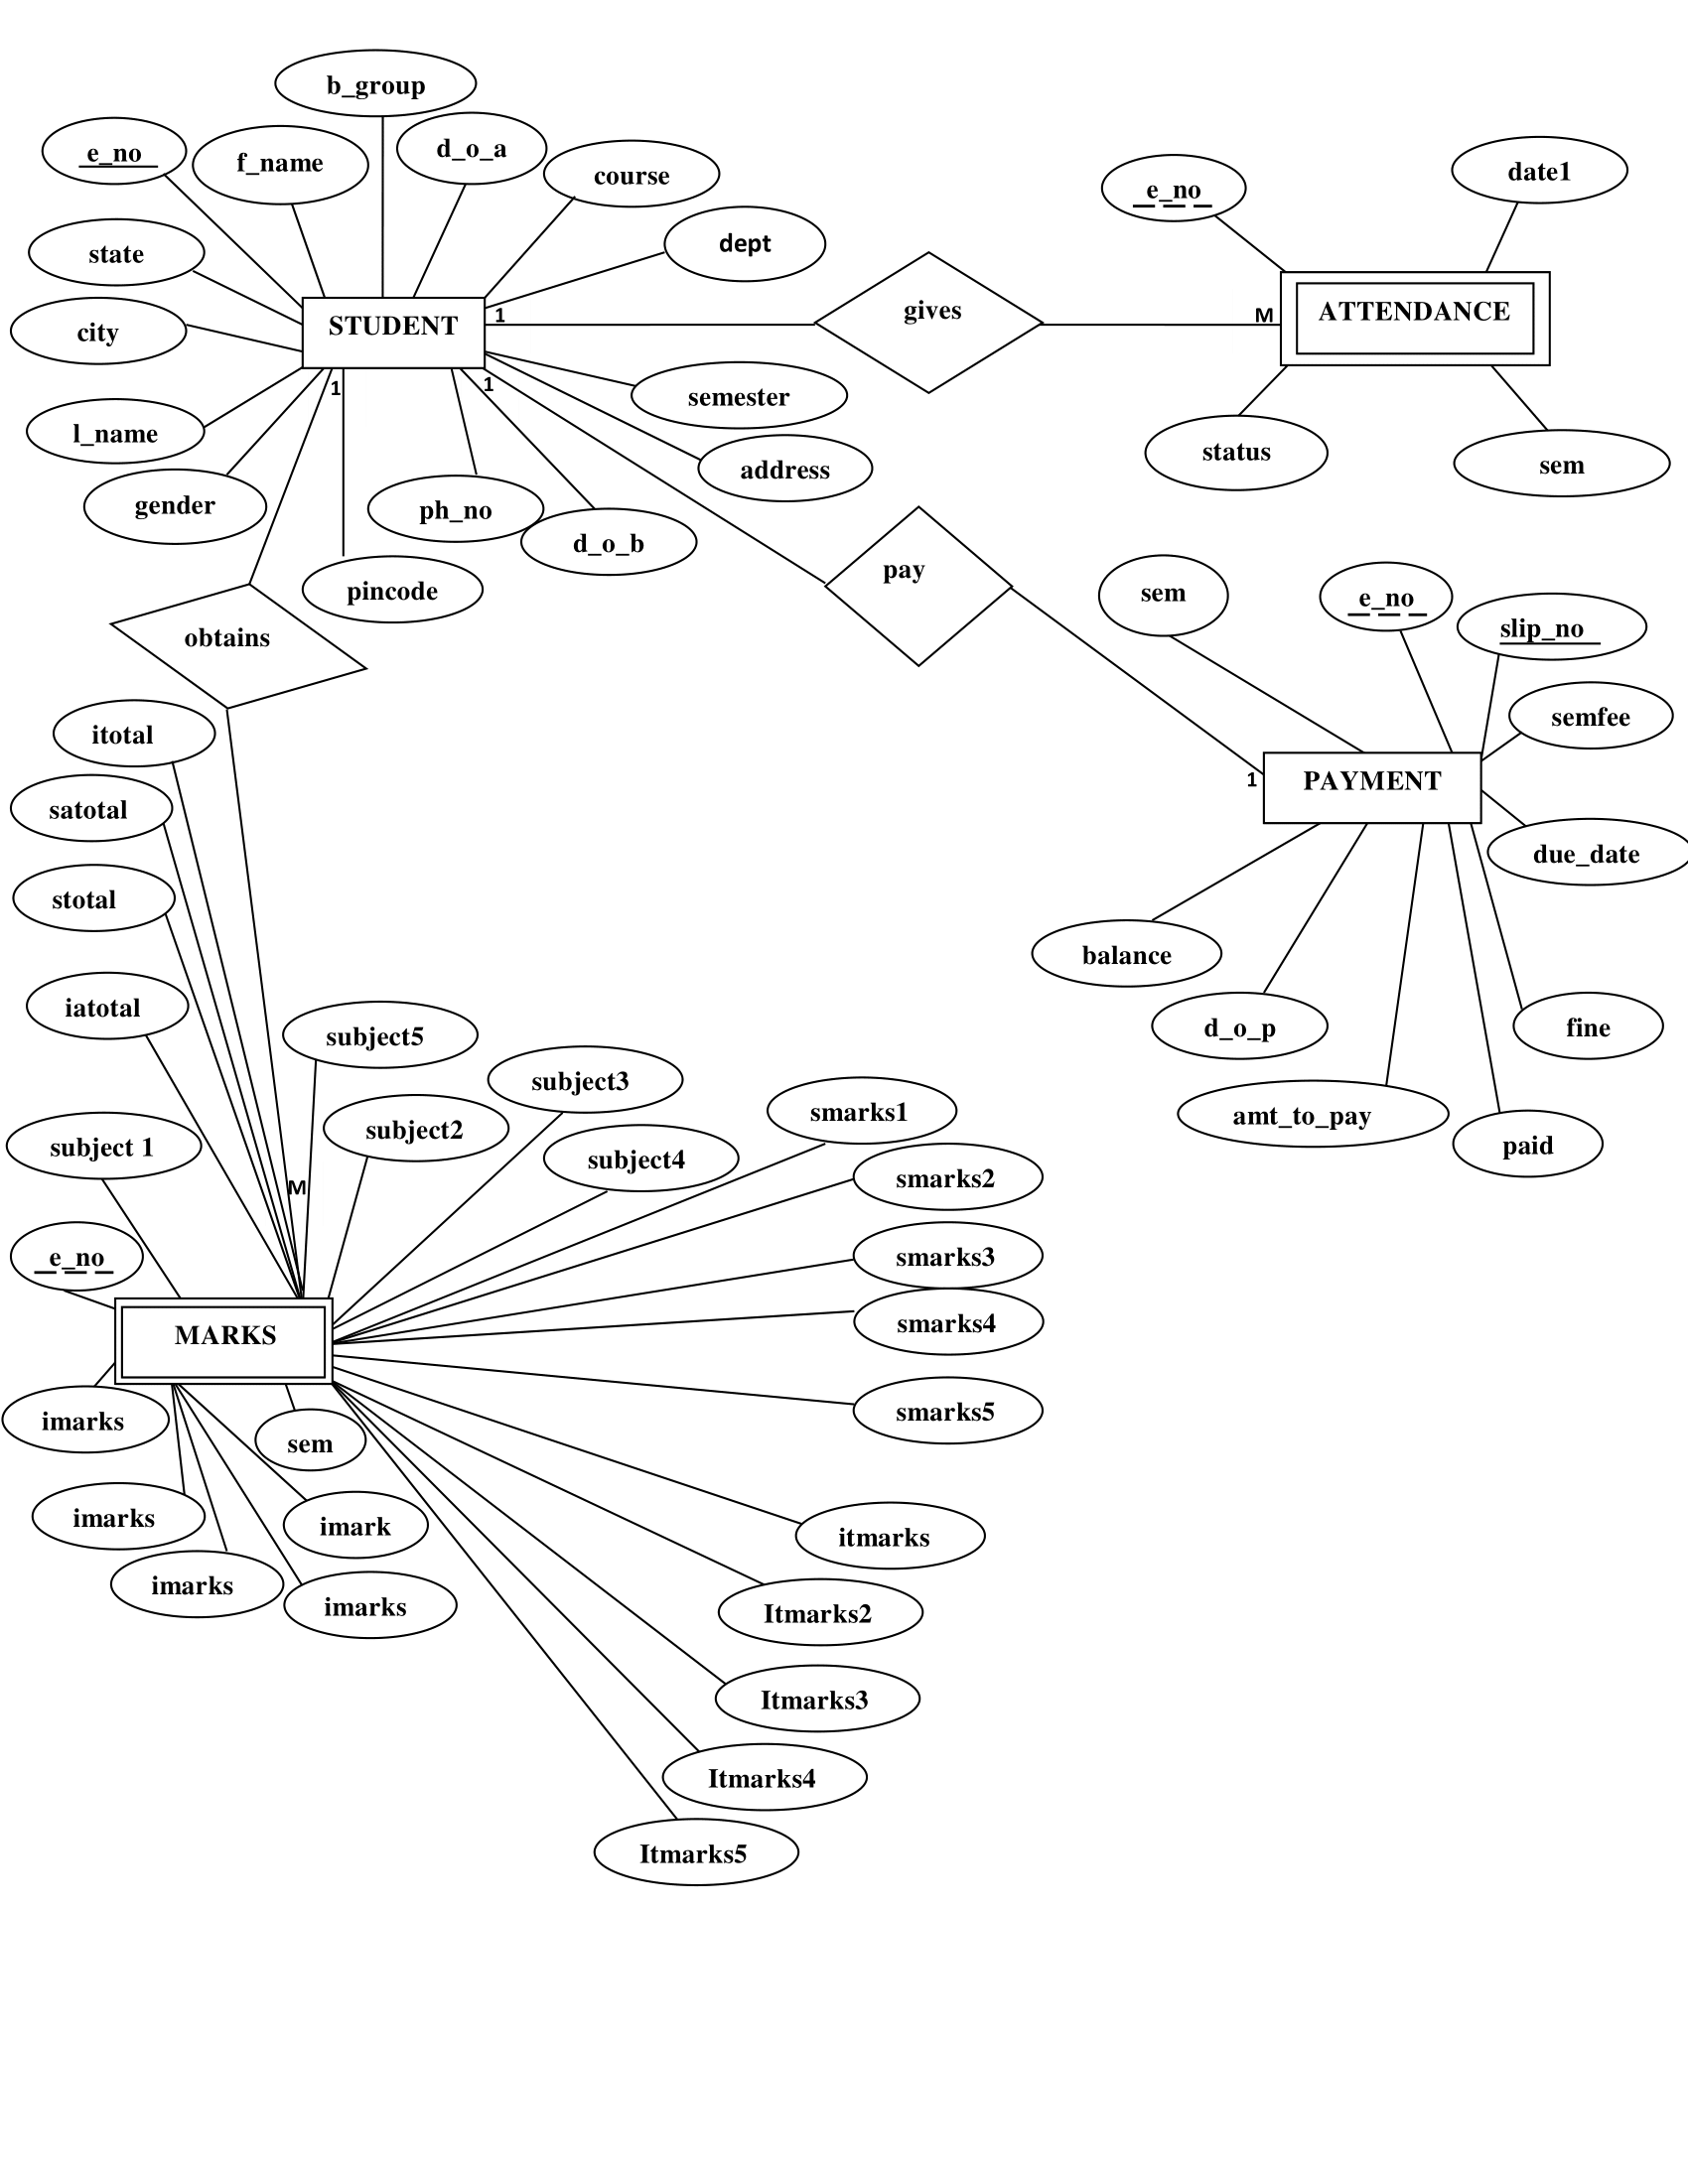 b_group
e_no
f_name
d_o_a
course
e_no
date1
state
dept
city
STUDENT
1
gives
M
ATTENDANCE
1
1
semester
l_name
address
status
sem
gender
ph_no
d_o_b
pay
sem
e_no
slip_no
pincode
obtains
itotal
semfee
satotal
1
PAYMENT
stotal
due_date
balance
iatotal
d_o_p
fine
subject5
subject3
smarks1
amt_to_pay
subject 1
subject2
subject4
paid
M
smarks2
e_no
smarks3
MARKS
smarks4
imarks
sem
smarks5
imarks
imark
itmarks
imarks
imarks
Itmarks2
Itmarks3
Itmarks4
Itmarks5